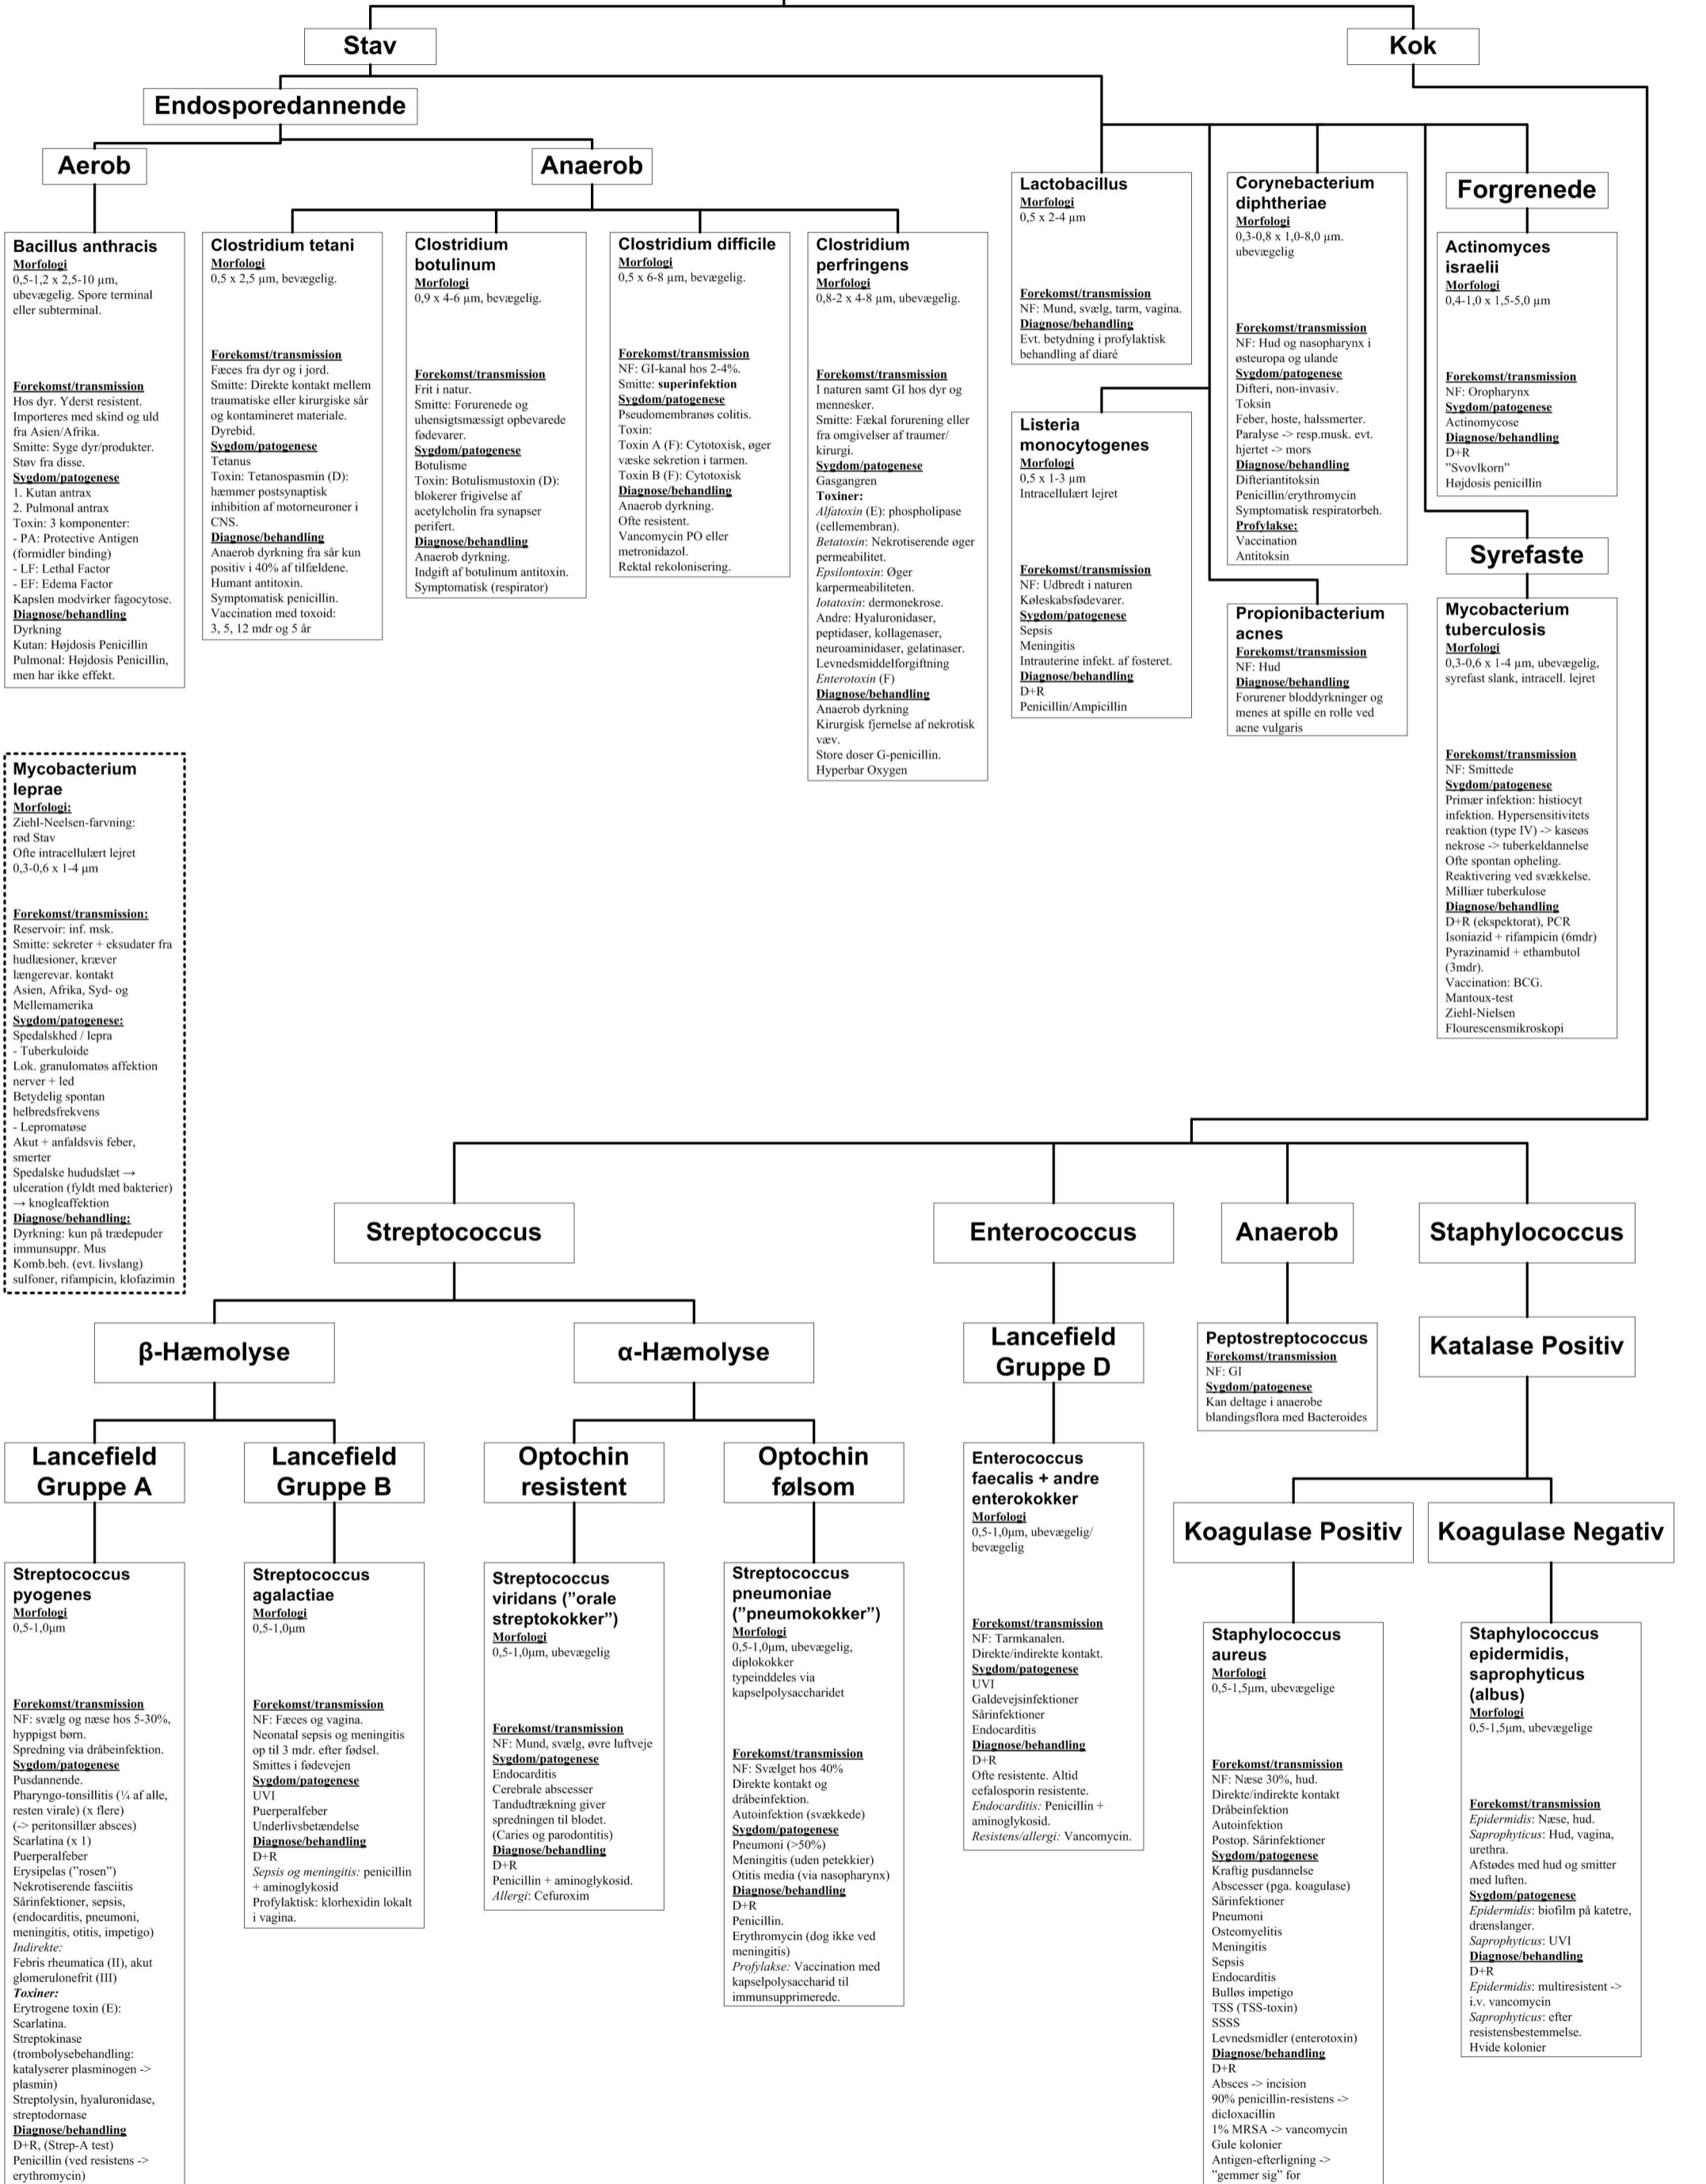 Stav
Kok
Endosporedannende
Aerob
Anaerob
Forgrenede
Syrefaste
Bacillus anthracis
Morfologi
0,5-1,2 x 2,5-10 µm,
ubevægelig. Spore terminal
eller subterminal.
Forekomst/transmission
Hos dyr. Yderst resistent.
Importeres med skind og uld
fra Asien/Afrika.
Smitte: Syge dyr/produkter.
Støv fra disse.
Sygdom/patogenese
1. Kutan antrax
2. Pulmonal antrax
Toxin: 3 komponenter:
- PA: Protective Antigen
(formidler binding)
- LF: Lethal Factor
- EF: Edema Factor
Kapslen modvirker fagocytose.
Diagnose/behandling
Dyrkning
Kutan: Højdosis Penicillin
Pulmonal: Højdosis Penicillin,
men har ikke effekt.
Clostridium tetani
Morfologi
0,5 x 2,5 µm, bevægelig.
Forekomst/transmission
Fæces fra dyr og i jord.
Smitte: Direkte kontakt mellem
traumatiske eller kirurgiske sår
og kontamineret materiale.
Dyrebid.
Sygdom/patogenese
Tetanus
Toxin: Tetanospasmin (D):
hæmmer postsynaptisk
inhibition af motorneuroner i
CNS.
Diagnose/behandling
Anaerob dyrkning fra sår kun
positiv i 40% af tilfældene.
Humant antitoxin.
Symptomatisk penicillin.
Vaccination med toxoid:
3, 5, 12 mdr og 5 år
Clostridium
botulinum
Morfologi
0,9 x 4-6 µm, bevægelig.
Forekomst/transmission
Frit i natur.
Smitte: Forurenede og
uhensigtsmæssigt opbevarede
fødevarer.
Sygdom/patogenese
Botulisme
Toxin: Botulismustoxin (D):
blokerer frigivelse af
acetylcholin fra synapser
perifert.
Diagnose/behandling
Anaerob dyrkning.
Indgift af botulinum antitoxin.
Symptomatisk (respirator)
Clostridium difficile
Morfologi
0,5 x 6-8 µm, bevægelig.
Forekomst/transmission
NF: GI-kanal hos 2-4%.
Smitte: superinfektion
Sygdom/patogenese
Pseudomembranøs colitis.
Toxin:
Toxin A (F): Cytotoxisk, øger
væske sekretion i tarmen.
Toxin B (F): Cytotoxisk
Diagnose/behandling
Anaerob dyrkning.
Ofte resistent.
Vancomycin PO eller
metronidazol.
Rektal rekolonisering.
Clostridium
perfringens
Morfologi
0,8-2 x 4-8 µm, ubevægelig.
Forekomst/transmission
I naturen samt GI hos dyr og
mennesker.
Smitte: Fækal forurening eller
fra omgivelser af traumer/
kirurgi.
Sygdom/patogenese
Gasgangren
Toxiner:
Alfatoxin (E): phospholipase
(cellemembran).
Betatoxin: Nekrotiserende øger
permeabilitet.
Epsilontoxin: Øger
karpermeabiliteten.
Iotatoxin: dermonekrose.
Andre: Hyaluronidaser,
peptidaser, kollagenaser,
neuroaminidaser, gelatinaser.
Levnedsmiddelforgiftning
Enterotoxin (F)
Diagnose/behandling
Anaerob dyrkning
Kirurgisk fjernelse af nekrotisk
væv.
Store doser G-penicillin.
Hyperbar Oxygen
Lactobacillus
Morfologi
0,5 x 2-4 µm
Forekomst/transmission
NF: Mund, svælg, tarm, vagina.
Diagnose/behandling
Evt. betydning i profylaktisk
behandling af diaré
Listeria
monocytogenes
Morfologi
0,5 x 1-3 µm
Intracellulært lejret
Forekomst/transmission
NF: Udbredt i naturen
Køleskabsfødevarer.
Sygdom/patogenese
Sepsis
Meningitis
Intrauterine infekt. af fosteret.
Diagnose/behandling
D+R
Penicillin/Ampicillin
Corynebacterium
diphtheriae
Morfologi
0,3-0,8 x 1,0-8,0 µm.
ubevægelig
Forekomst/transmission
NF: Hud og nasopharynx i
østeuropa og ulande
Sygdom/patogenese
Difteri, non-invasiv.
Toksin
Feber, hoste, halssmerter.
Paralyse -> resp.musk. evt.
hjertet -> mors
Diagnose/behandling
Difteriantitoksin
Penicillin/erythromycin
Symptomatisk respiratorbeh.
Profylakse:
Vaccination
Antitoksin
Propionibacterium
acnes
Forekomst/transmission
NF: Hud
Diagnose/behandling
Forurener bloddyrkninger og
menes at spille en rolle ved
acne vulgaris
Actinomyces
israelii
Morfologi
0,4-1,0 x 1,5-5,0 µm
Forekomst/transmission
NF: Oropharynx
Sygdom/patogenese
Actinomycose
Diagnose/behandling
D+R
”Svovlkorn”
Højdosis penicillin
Mycobacterium
tuberculosis
Morfologi
0,3-0,6 x 1-4 µm, ubevægelig,
syrefast slank, intracell. lejret
Forekomst/transmission
NF: Smittede
Sygdom/patogenese
Primær infektion: histiocyt
infektion. Hypersensitivitets
reaktion (type IV) -> kaseøs
nekrose -> tuberkeldannelse
Ofte spontan opheling.
Reaktivering ved svækkelse.
Milliær tuberkulose
Diagnose/behandling
D+R (ekspektorat), PCR
Isoniazid + rifampicin (6mdr)
Pyrazinamid + ethambutol
(3mdr).
Vaccination: BCG.
Mantoux-test
Ziehl-Nielsen
Flourescensmikroskopi
Mycobacterium
leprae
Morfologi:
Ziehl-Neelsen-farvning:
rød Stav
Ofte intracellulært lejret
0,3-0,6 x 1-4 µm
Forekomst/transmission:
Reservoir: inf. msk.
Smitte: sekreter + eksudater fra
hudlæsioner, kræver
længerevar. kontakt
Asien, Afrika, Syd- og
Mellemamerika
Sygdom/patogenese:
Spedalskhed / lepra
- Tuberkuloide
Lok. granulomatøs affektion
nerver + led
Betydelig spontan
helbredsfrekvens
- Lepromatøse
Akut + anfaldsvis feber,
smerter
Spedalske hududslæt →
ulceration (fyldt med bakterier)
→ knogleaffektion
Diagnose/behandling:
Dyrkning: kun på trædepuder
immunsuppr. Mus
Komb.beh. (evt. livslang)
sulfoner, rifampicin, klofazimin
Streptococcus
Enterococcus
Anaerob
Staphylococcus
β-Hæmolyse
α-Hæmolyse
Lancefield
Gruppe D
Katalase Positiv
Peptostreptococcus
Forekomst/transmission
NF: GI
Sygdom/patogenese
Kan deltage i anaerobe
blandingsflora med Bacteroides
Lancefield
Gruppe A
Lancefield
Gruppe B
Optochin
resistent
Optochin
følsom
Koagulase Positiv
Koagulase Negativ
Streptococcus
pyogenes
Morfologi
0,5-1,0µm
Forekomst/transmission
NF: svælg og næse hos 5-30%,
hyppigst børn.
Spredning via dråbeinfektion.
Sygdom/patogenese
Pusdannende.
Pharyngo-tonsillitis (¼ af alle,
resten virale) (x flere)
(-> peritonsillær absces)
Scarlatina (x 1)
Puerperalfeber
Erysipelas (”rosen”)
Nekrotiserende fasciitis
Sårinfektioner, sepsis,
(endocarditis, pneumoni,
meningitis, otitis, impetigo)
Indirekte:
Febris rheumatica (II), akut
glomerulonefrit (III)
Toxiner:
Erytrogene toxin (E):
Scarlatina.
Streptokinase
(trombolysebehandling:
katalyserer plasminogen ->
plasmin)
Streptolysin, hyaluronidase,
streptodornase
Diagnose/behandling
D+R, (Strep-A test)
Penicillin (ved resistens ->
erythromycin)
Streptococcus
agalactiae
Morfologi
0,5-1,0µm
Forekomst/transmission
NF: Fæces og vagina.
Neonatal sepsis og meningitis
op til 3 mdr. efter fødsel.
Smittes i fødevejen
Sygdom/patogenese
UVI
Puerperalfeber
Underlivsbetændelse
Diagnose/behandling
D+R
Sepsis og meningitis: penicillin
+ aminoglykosid
Profylaktisk: klorhexidin lokalt
i vagina.
Streptococcus
viridans (”orale
streptokokker”)
Morfologi
0,5-1,0µm, ubevægelig
Forekomst/transmission
NF: Mund, svælg, øvre luftveje
Sygdom/patogenese
Endocarditis
Cerebrale abscesser
Tandudtrækning giver
spredningen til blodet.
(Caries og parodontitis)
Diagnose/behandling
D+R
Penicillin + aminoglykosid.
Allergi: Cefuroxim
Streptococcus
pneumoniae
(”pneumokokker”)
Morfologi
0,5-1,0µm, ubevægelig,
diplokokker
typeinddeles via
kapselpolysaccharidet
Forekomst/transmission
NF: Svælget hos 40%
Direkte kontakt og
dråbeinfektion.
Autoinfektion (svækkede)
Sygdom/patogenese
Pneumoni (>50%)
Meningitis (uden petekkier)
Otitis media (via nasopharynx)
Diagnose/behandling
D+R
Penicillin.
Erythromycin (dog ikke ved
meningitis)
Profylakse: Vaccination med
kapselpolysaccharid til
immunsupprimerede.
Enterococcus
faecalis + andre
enterokokker
Morfologi
0,5-1,0µm, ubevægelig/
bevægelig
Forekomst/transmission
NF: Tarmkanalen.
Direkte/indirekte kontakt.
Sygdom/patogenese
UVI
Galdevejsinfektioner
Sårinfektioner
Endocarditis
Diagnose/behandling
D+R
Ofte resistente. Altid
cefalosporin resistente.
Endocarditis: Penicillin +
aminoglykosid.
Resistens/allergi: Vancomycin.
Staphylococcus
aureus
Morfologi
0,5-1,5µm, ubevægelige
Forekomst/transmission
NF: Næse 30%, hud.
Direkte/indirekte kontakt
Dråbeinfektion
Autoinfektion
Postop. Sårinfektioner
Sygdom/patogenese
Kraftig pusdannelse
Abscesser (pga. koagulase)
Sårinfektioner
Pneumoni
Osteomyelitis
Meningitis
Sepsis
Endocarditis
Bulløs impetigo
TSS (TSS-toxin)
SSSS
Levnedsmidler (enterotoxin)
Diagnose/behandling
D+R
Absces -> incision
90% penicillin-resistens ->
dicloxacillin
1% MRSA -> vancomycin
Gule kolonier
Antigen-efterligning ->
”gemmer sig” for
Staphylococcus
epidermidis,
saprophyticus
(albus)
Morfologi
0,5-1,5µm, ubevægelige
Forekomst/transmission
Epidermidis: Næse, hud.
Saprophyticus: Hud, vagina,
urethra.
Afstødes med hud og smitter
med luften.
Sygdom/patogenese
Epidermidis: biofilm på katetre,
drænslanger.
Saprophyticus: UVI
Diagnose/behandling
D+R
Epidermidis: multiresistent ->
i.v. vancomycin
Saprophyticus: efter
resistensbestemmelse.
Hvide kolonier